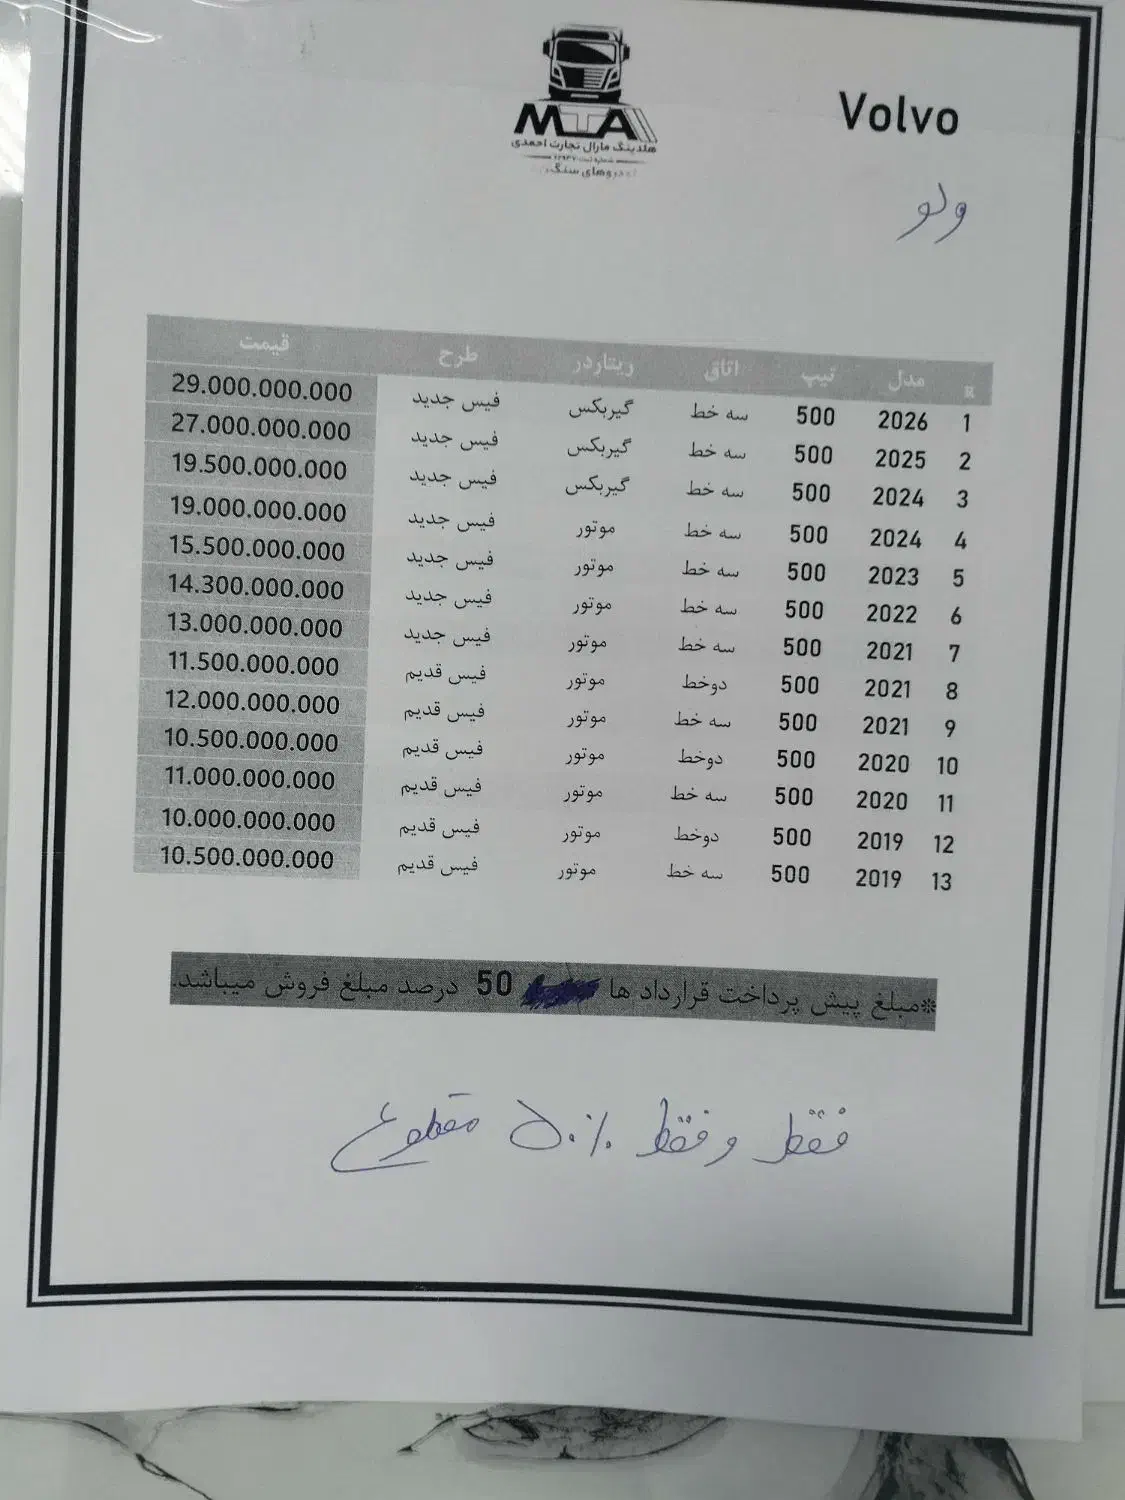 MTA
هلدینگ مارال تجارت احمدی
شماره ثبت
خودروهای سنگین
Volvo
ولو
R مدل تیپ اتاق ریتاردر طرح قیمت
1 2026 500 سه خط گیربکس فیس جدید 29.000.000.000
2 2025 500 سه خط گیربکس فیس جدید 27.000.000.000
3 2024 500 سه خط گیربکس فیس جدید 19.500.000.000
4 2024 500 سه خط موتور فیس جدید 19.000.000.000
5 2023 500 سه خط موتور فیس جدید 15.500.000.000
6 2022 500 سه خط موتور فیس جدید 14.300.000.000
7 2021 500 سه خط موتور فیس جدید 13.000.000.000
8 2021 500 دوخط موتور فیس قدیم 11.500.000.000
9 2021 500 سه خط موتور فیس قدیم 12.000.000.000
10 2020 500 دوخط موتور فیس قدیم 10.500.000.000
11 2020 500 سه خط موتور فیس قدیم 11.000.000.000
12 2019 500 دوخط موتور فیس قدیم 10.000.000.000
13 2019 500 سه خط موتور فیس قدیم 10.500.000.000
*مبلغ پیش پرداخت قرارداد ها 50 درصد مبلغ فروش میباشد.
فقط و فقط ۵۰٪ مقطوع